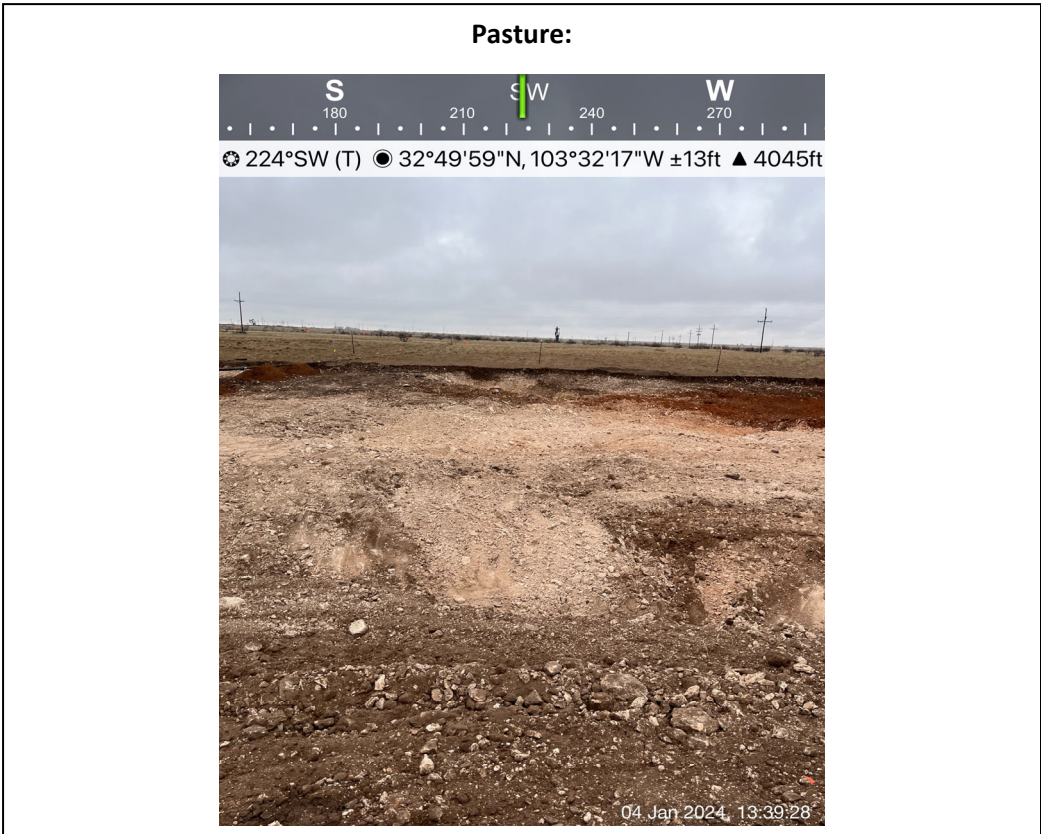 Pasture:
S SW W
180 210 240 270
224°SW (T) 32°49'59"N, 103°32'17"W ±13ft ▲ 4045ft
04 Jan 2024, 13:39:28